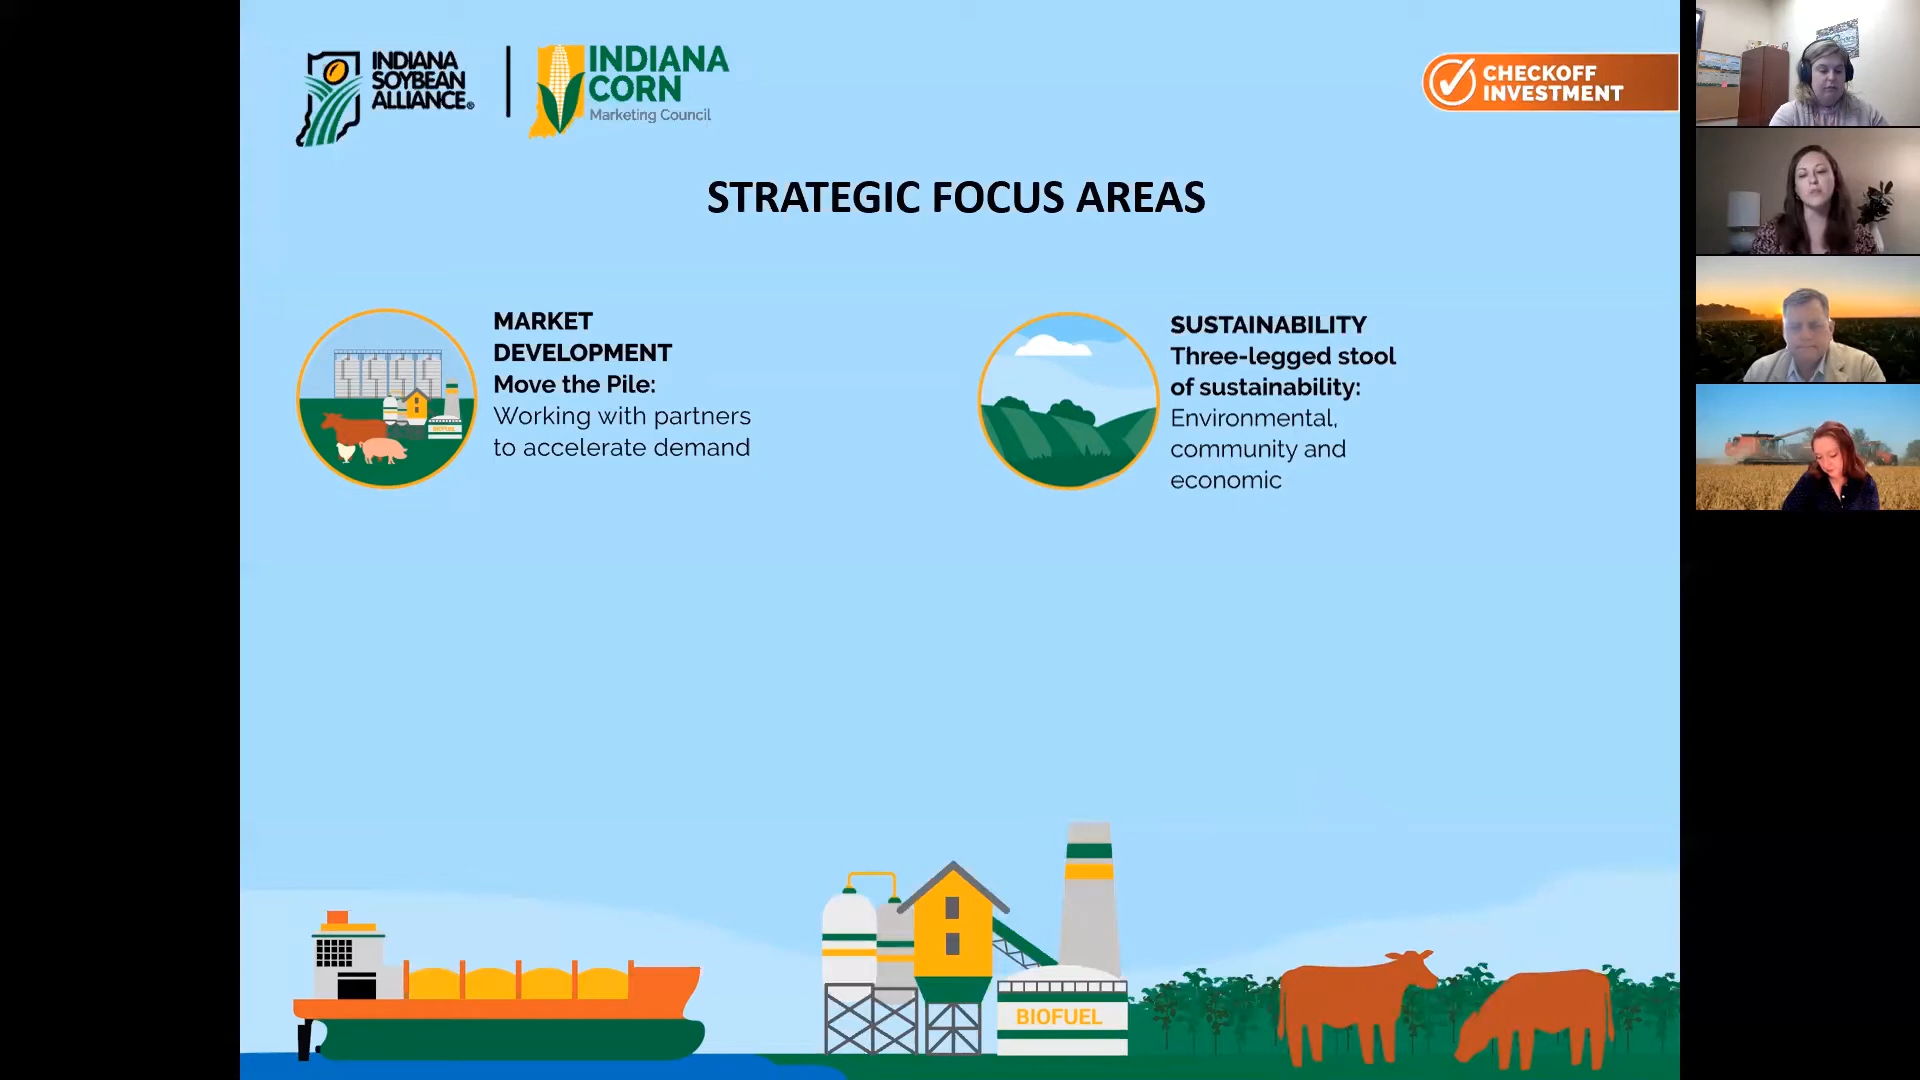 INDIANA
SOYBEAN
ALLIANCE®
INDIANA
CORN
Marketing Council
CHECKOFF
INVESTMENT
STRATEGIC FOCUS AREAS
MARKET
DEVELOPMENT
Move the Pile:
Working with partners
to accelerate demand
SUSTAINABILITY
Three-legged stool
of sustainability:
Environmental,
community and
economic
BIOFUEL
BIOFUEL